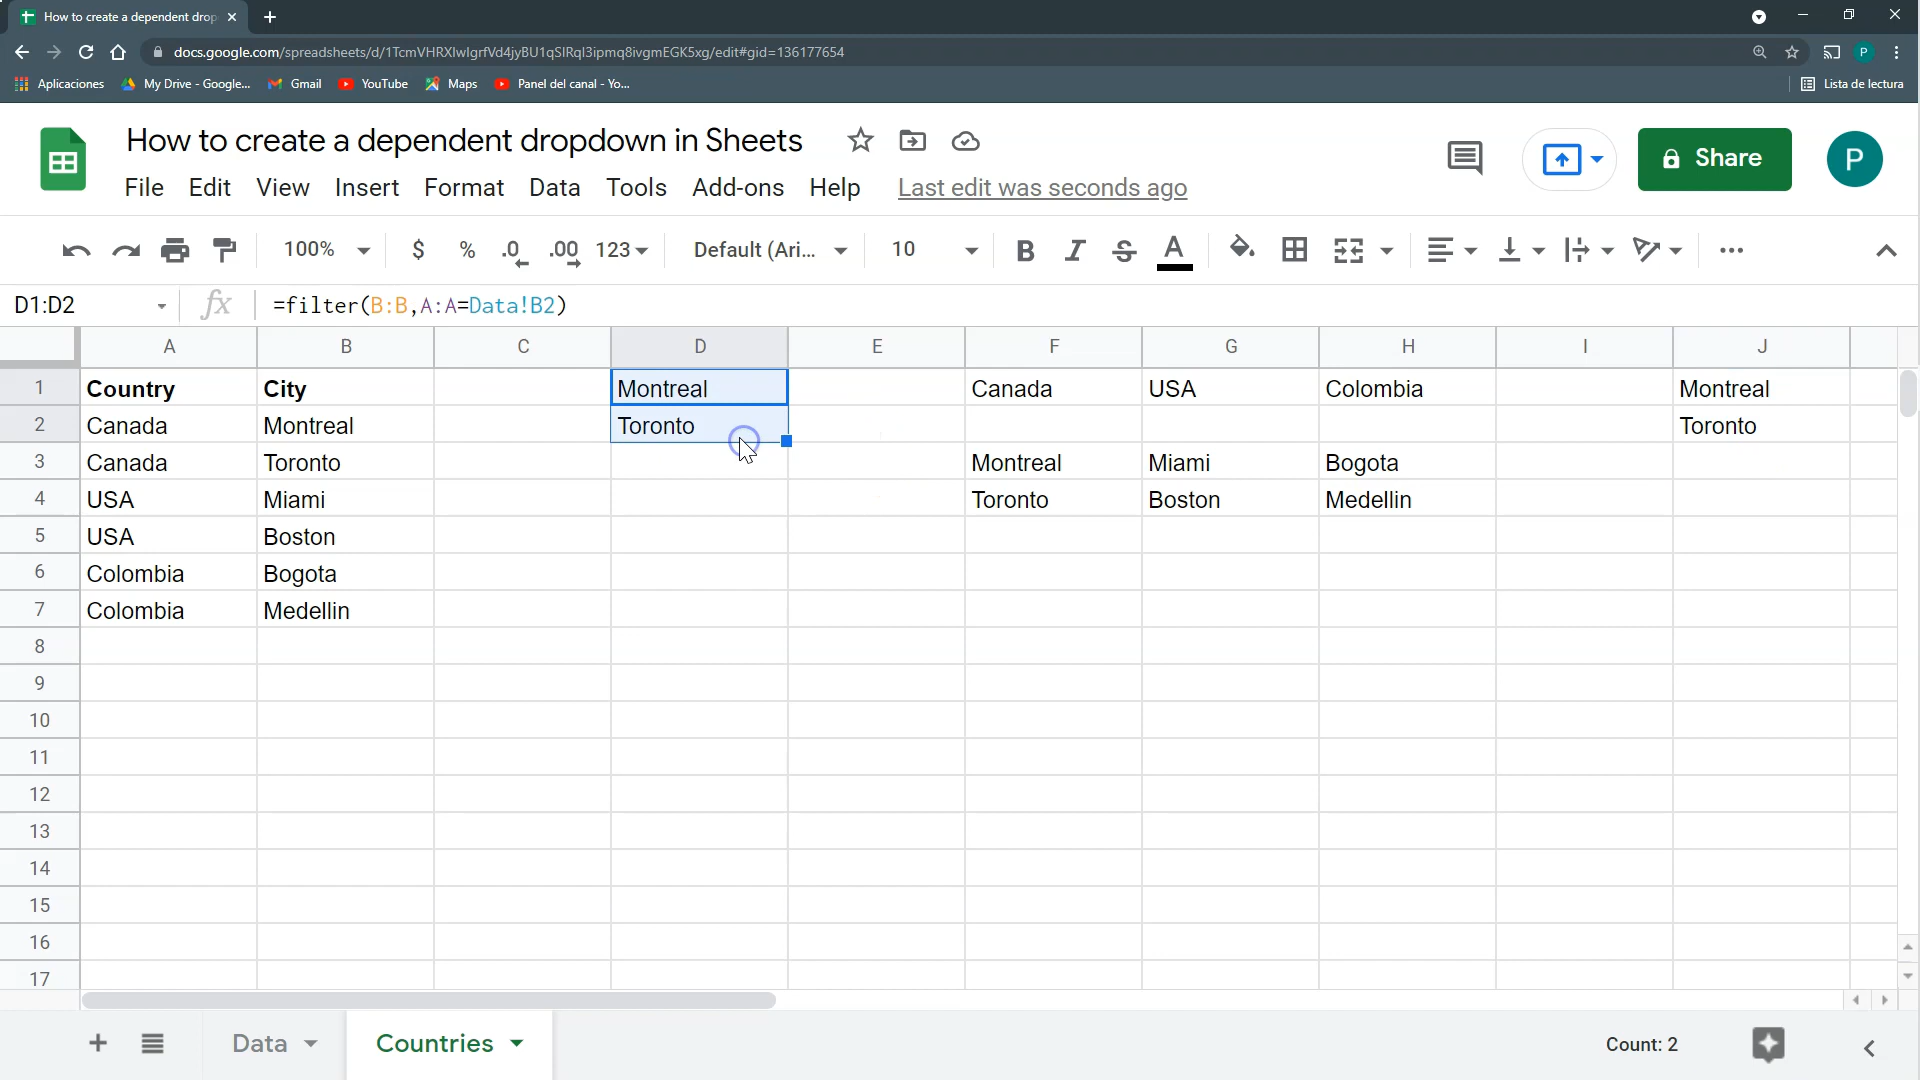 How to create a dependent drop
docs.google.com/spreadsheets/d/1TcmVHRXIwlgrfVd4jyBU1qSIRqI3ipmq8ivgmEGK5xg/edit#gid=136177654
Aplicaciones My Drive - Google... Gmail YouTube Maps Panel del canal - Yo... Lista de lectura
How to create a dependent dropdown in Sheets
Share
P
File Edit View Insert Format Data Tools Add-ons Help Last edit was seconds ago
100% $ % .0 .00 123 Default (Ari... 10 B I S A
D1:D2 fx =filter(B:B,A:A=Data!B2)
A B C D E F G H I J
1 Country City Montreal Canada USA Colombia Montreal
2 Canada Montreal Toronto Toronto
3 Canada Toronto Montreal Miami Bogota
4 USA Miami Toronto Boston Medellin
5 USA Boston
6 Colombia Bogota
7 Colombia Medellin
8
9
10
11
12
13
14
15
16
17
Data Countries Count: 2